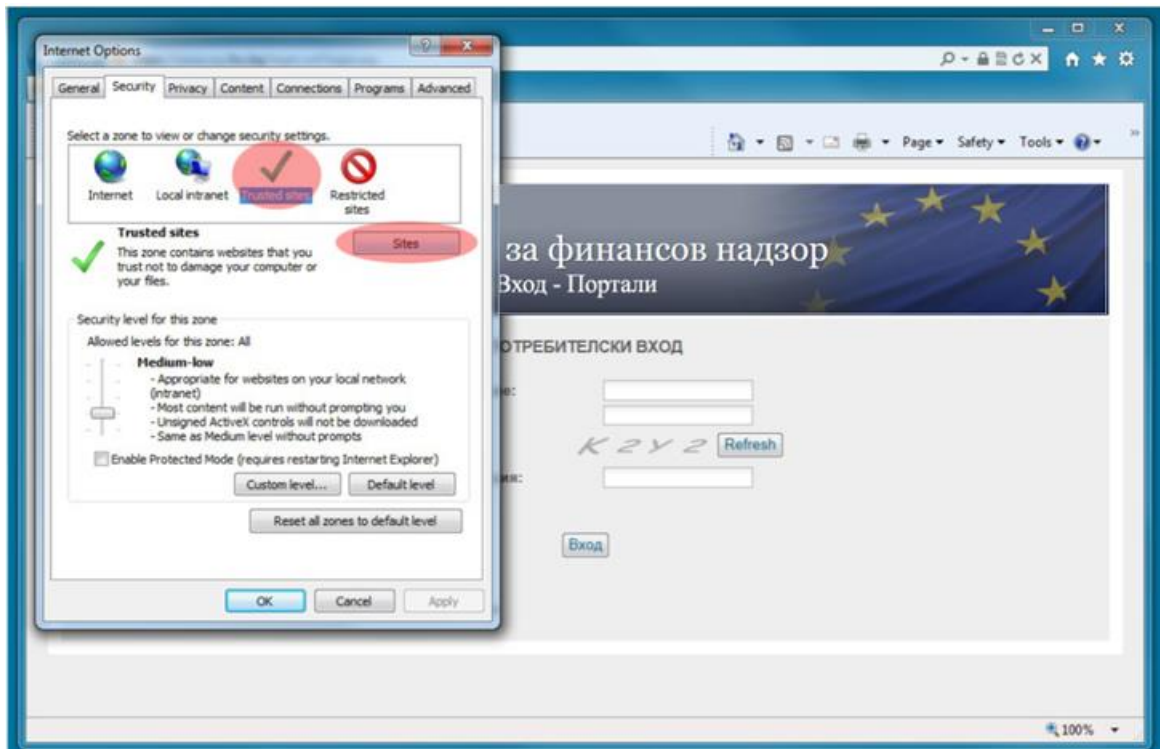 Internet Options
General Security Privacy Content Connections Programs Advanced
Select a zone to view or change security settings.
Internet Local intranet Trusted sites Restricted
sites
Trusted sites
Sites
This zone contains websites that you
trust not to damage your computer or
your files.
Security level for this zone
Allowed levels for this zone: All
Medium-low
- Appropriate for websites on your local network
(intranet)
- Most content will be run without prompting you
- Unsigned ActiveX controls will not be downloaded
- Same as Medium level without prompts
Enable Protected Mode (requires restarting Internet Explorer)
Custom level... Default level
Reset all zones to default level
OK Cancel Apply
Page Safety Tools
за финансов надзор
Вход - Портали
ОТРЕБИТЕЛСКИ ВХОД
K 2 Y 2 Refresh
Вход
100%